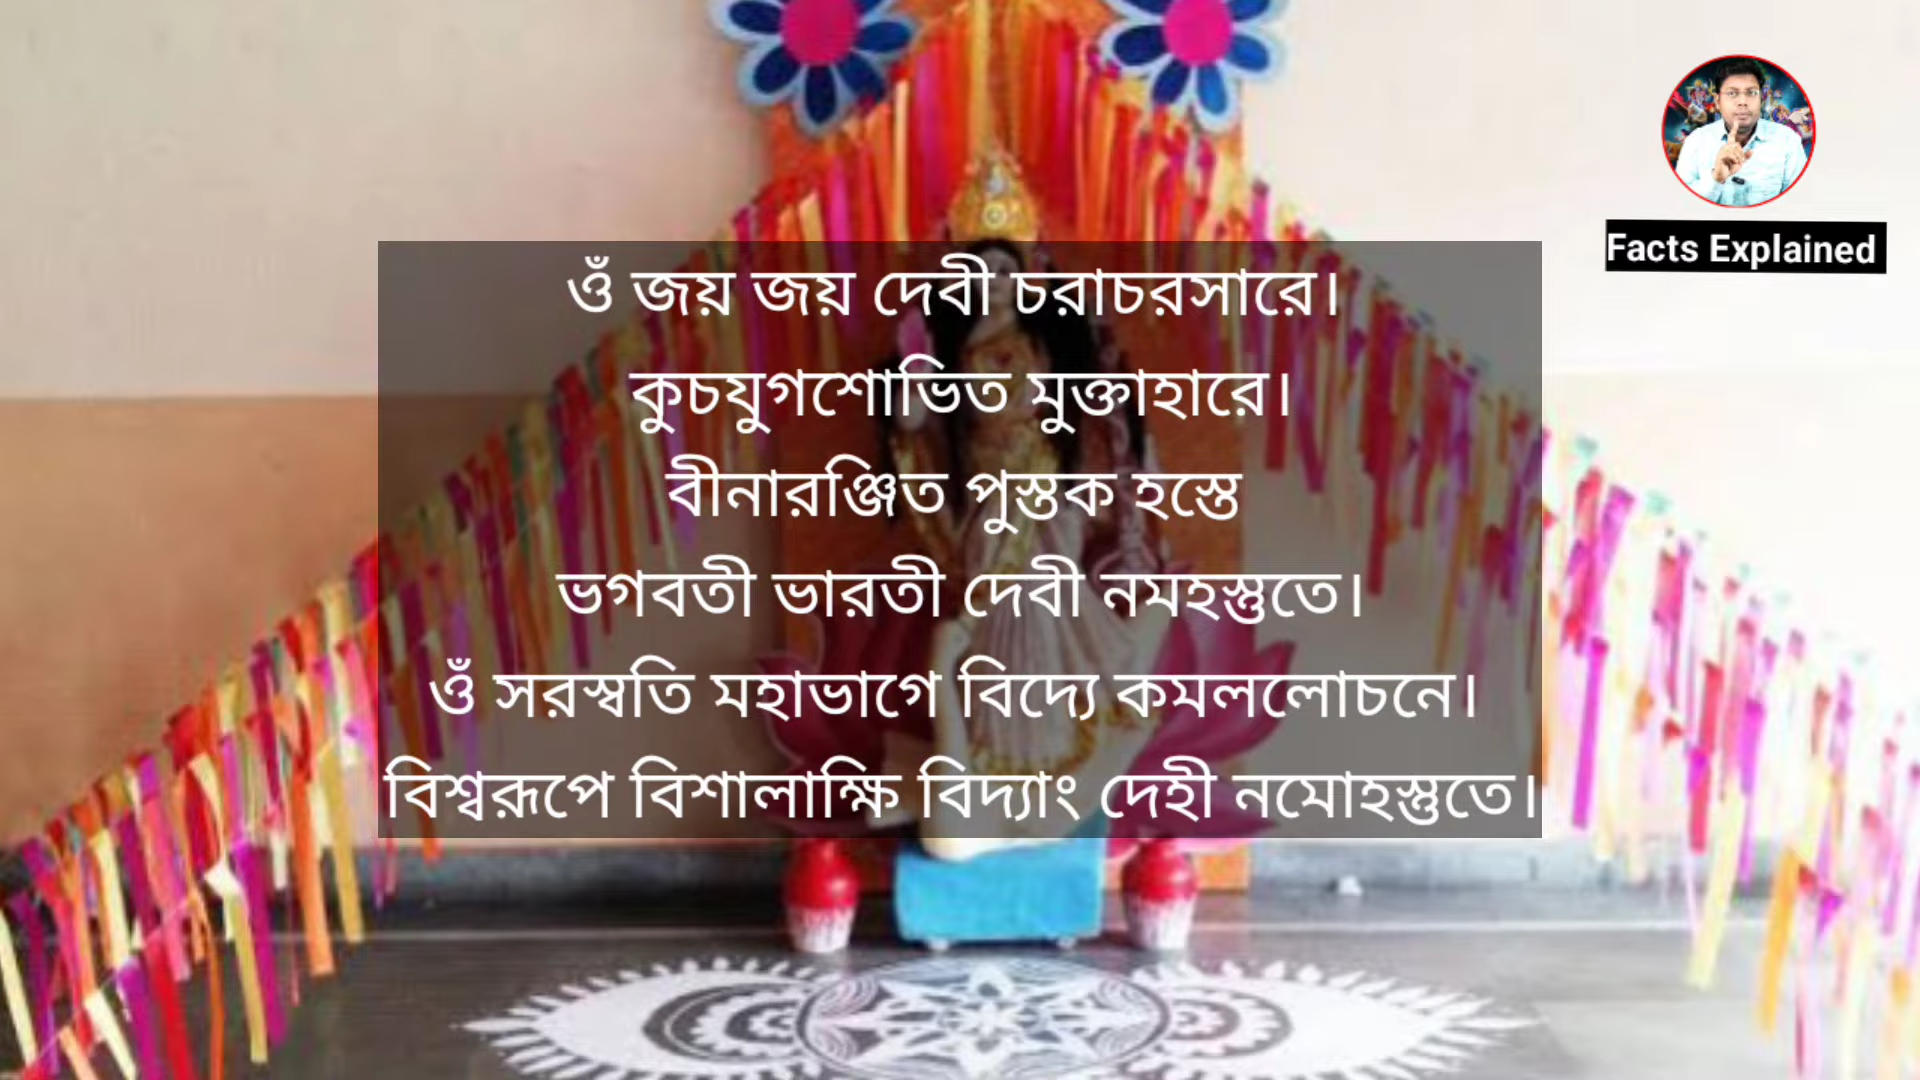 ওঁ জয় জয় দেবী চরাচরসারে।
কুচযুগশোভিত মুক্তাহারে।
বীনারঞ্জিত পুস্তক হস্তে
ভগবতী ভারতী দেবী নমহস্তুতে।
ওঁ সরস্বতি মহাভাগে বিদ্যে কমললোচনে।
বিশ্বরূপে বিশালাক্ষি বিদ্যাং দেহী নমোহস্তুতে।
Facts Explained